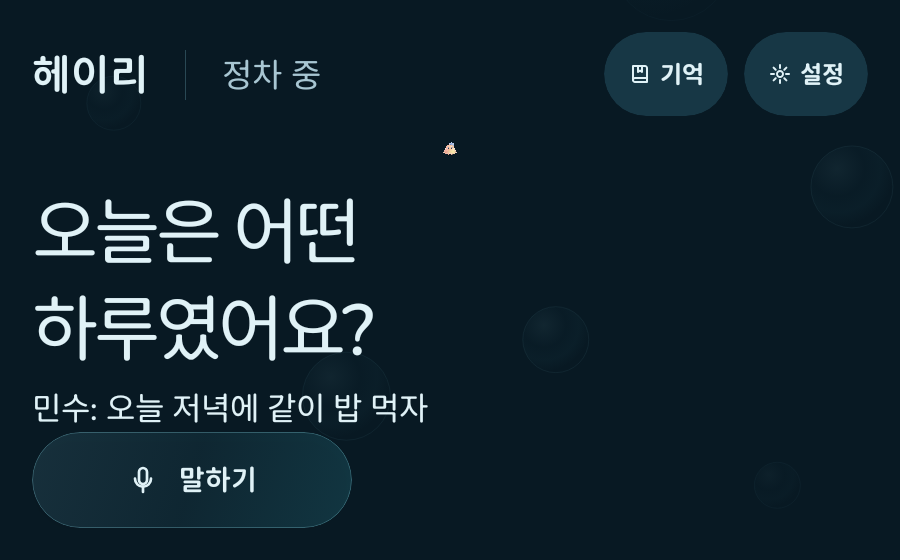 헤이리
정차 중
기억
설정
오늘은 어떤
하루였어요?
민수: 오늘 저녁에 같이 밥 먹자
말하기